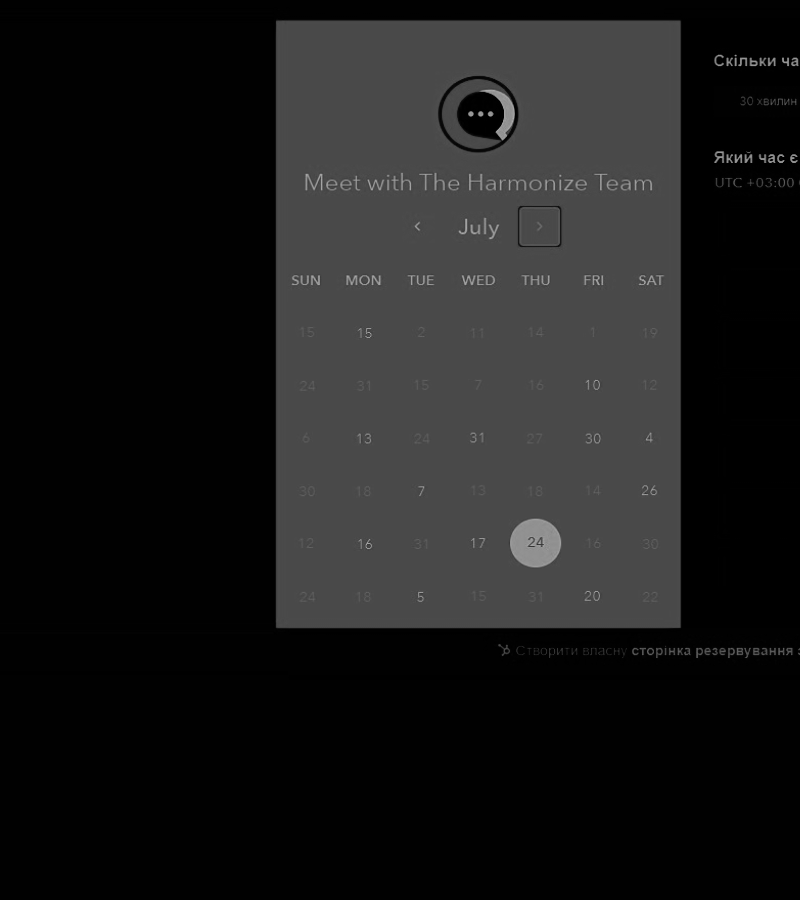 Meet with The Harmonize Team
July
SUN MON TUE WED THU FRI SAT
15 15 2 11 14 1 19
24 31 15 7 16 10 12
6 13 24 31 27 30 4
30 18 7 13 18 14 26
12 16 31 17 24 16 30
24 18 5 15 31 20 22
Скільки ча
30 хвилин
Який час є
UTC +03:00
Створити власну сторінка резервування з